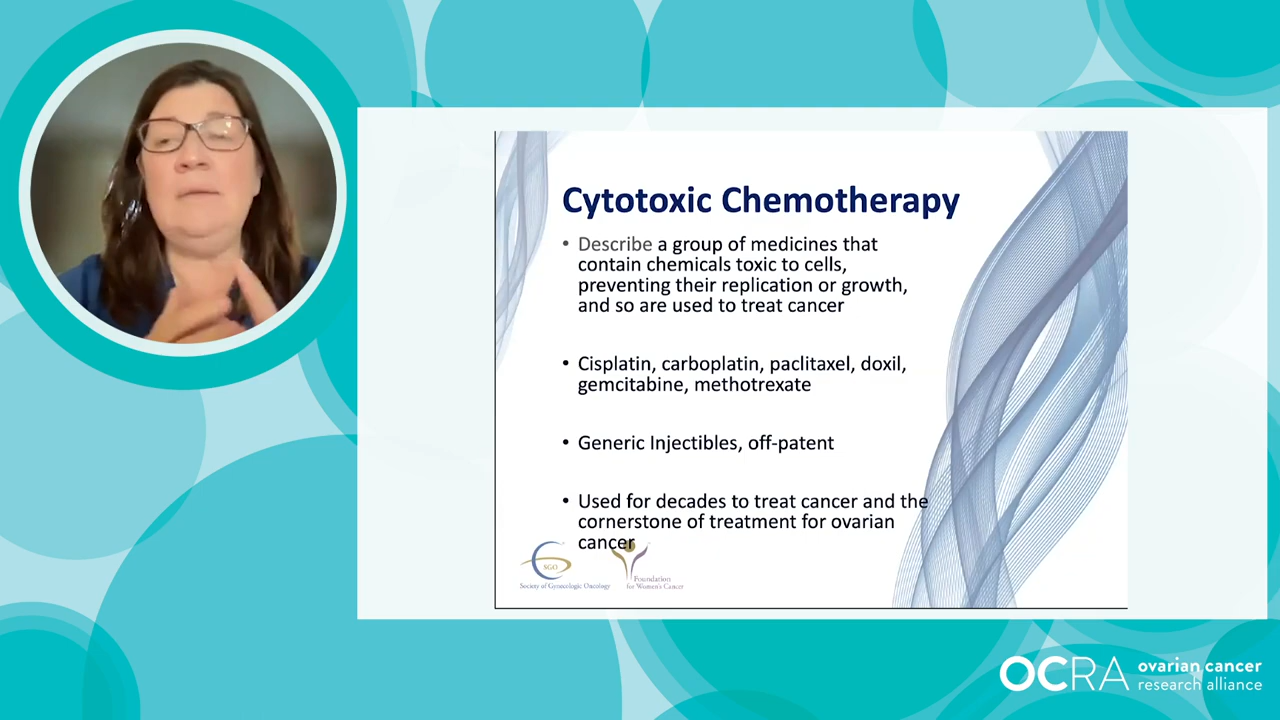 Cytotoxic Chemotherapy
• Describe a group of medicines that
contain chemicals toxic to cells,
preventing their replication or growth,
and so are used to treat cancer
• Cisplatin, carboplatin, paclitaxel, doxil,
gemcitabine, methotrexate
• Generic Injectibles, off-patent
• Used for decades to treat cancer and the
cornerstone of treatment for ovarian
cancer
SGO
Society of Gynecologic Oncology
Foundation
for Women's Cancer
OCRA
ovarian cancer
research alliance